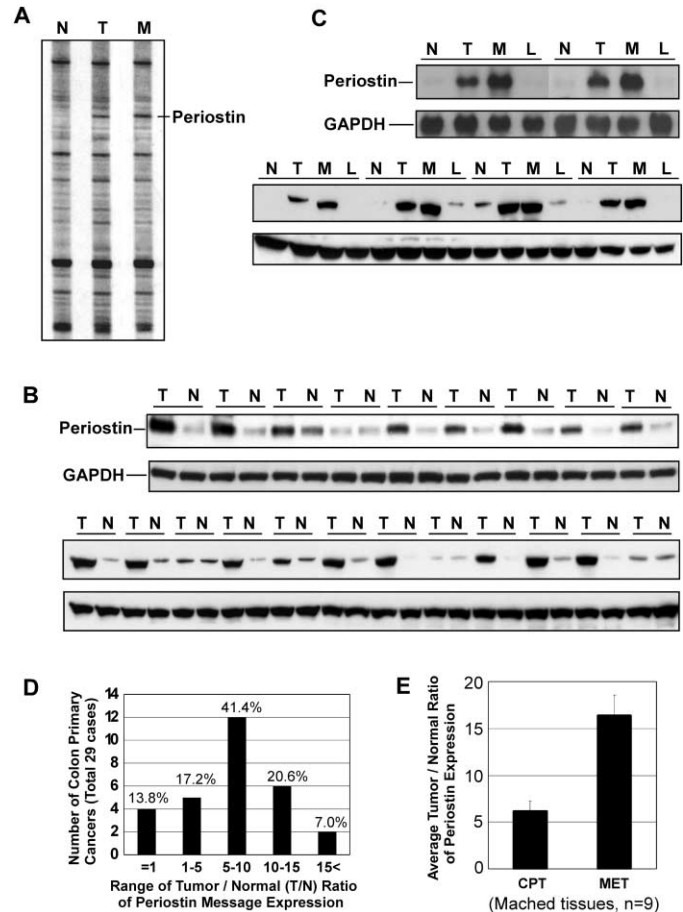 A
N T M
Periostin
C
N T M L N T M L
Periostin
GAPDH
N T M L N T M L N T M L N T M L
B
T N T N T N T N T N T N T N T N T N
Periostin
GAPDH
T N T N T N T N T N T N T N T N T N T N T N T N
D
Number of Colon Primary
Cancers (Total 29 cases)
14
12
10
8
6
4
2
0
13.8%
17.2%
41.4%
20.6%
7.0%
=1 1-5 5-10 10-15 15<
Range of Tumor / Normal (T/N) Ratio
of Periostin Message Expression
E
Average Tumor / Normal Ratio
of Periostin Expression
20
15
10
5
0
CPT MET
(Mached tissues, n=9)